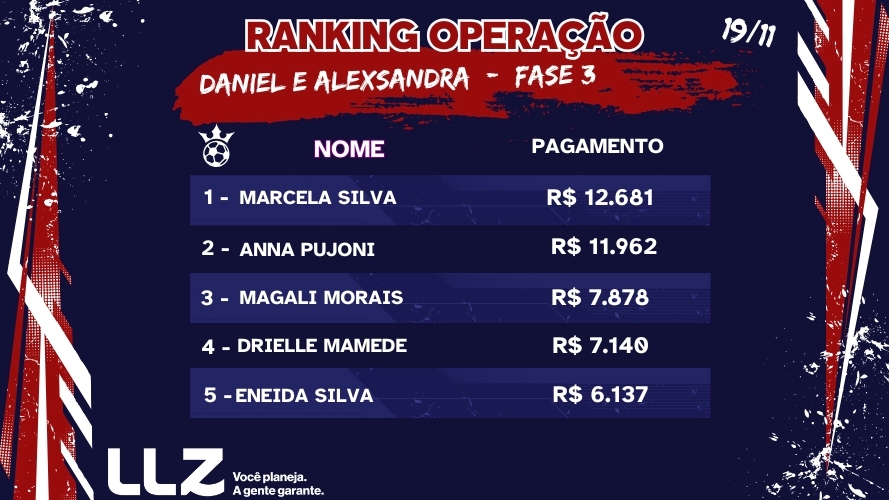 RANKING OPERAÇÃO
19/11
DANIEL E ALEXSANDRA - FASE 3
NOME PAGAMENTO
1 - MARCELA SILVA R$ 12.681
2 - ANNA PUJONI R$ 11.962
3 - MAGALI MORAIS R$ 7.878
4 - DRIELLE MAMEDE R$ 7.140
5 - ENEIDA SILVA R$ 6.137
LLZ
Você planeja.
A gente garante.